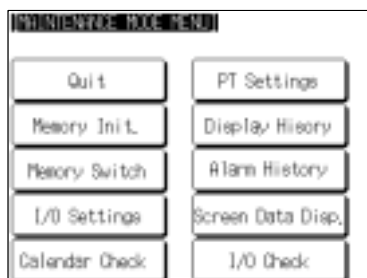 MAINTENANCE MODE MENU
Quit
PT Settings
Memory Init.
Display Hisory
Memory Switch
Alarm History
I/O Settings
Screen Data Disp.
Calendar Check
I/O Check